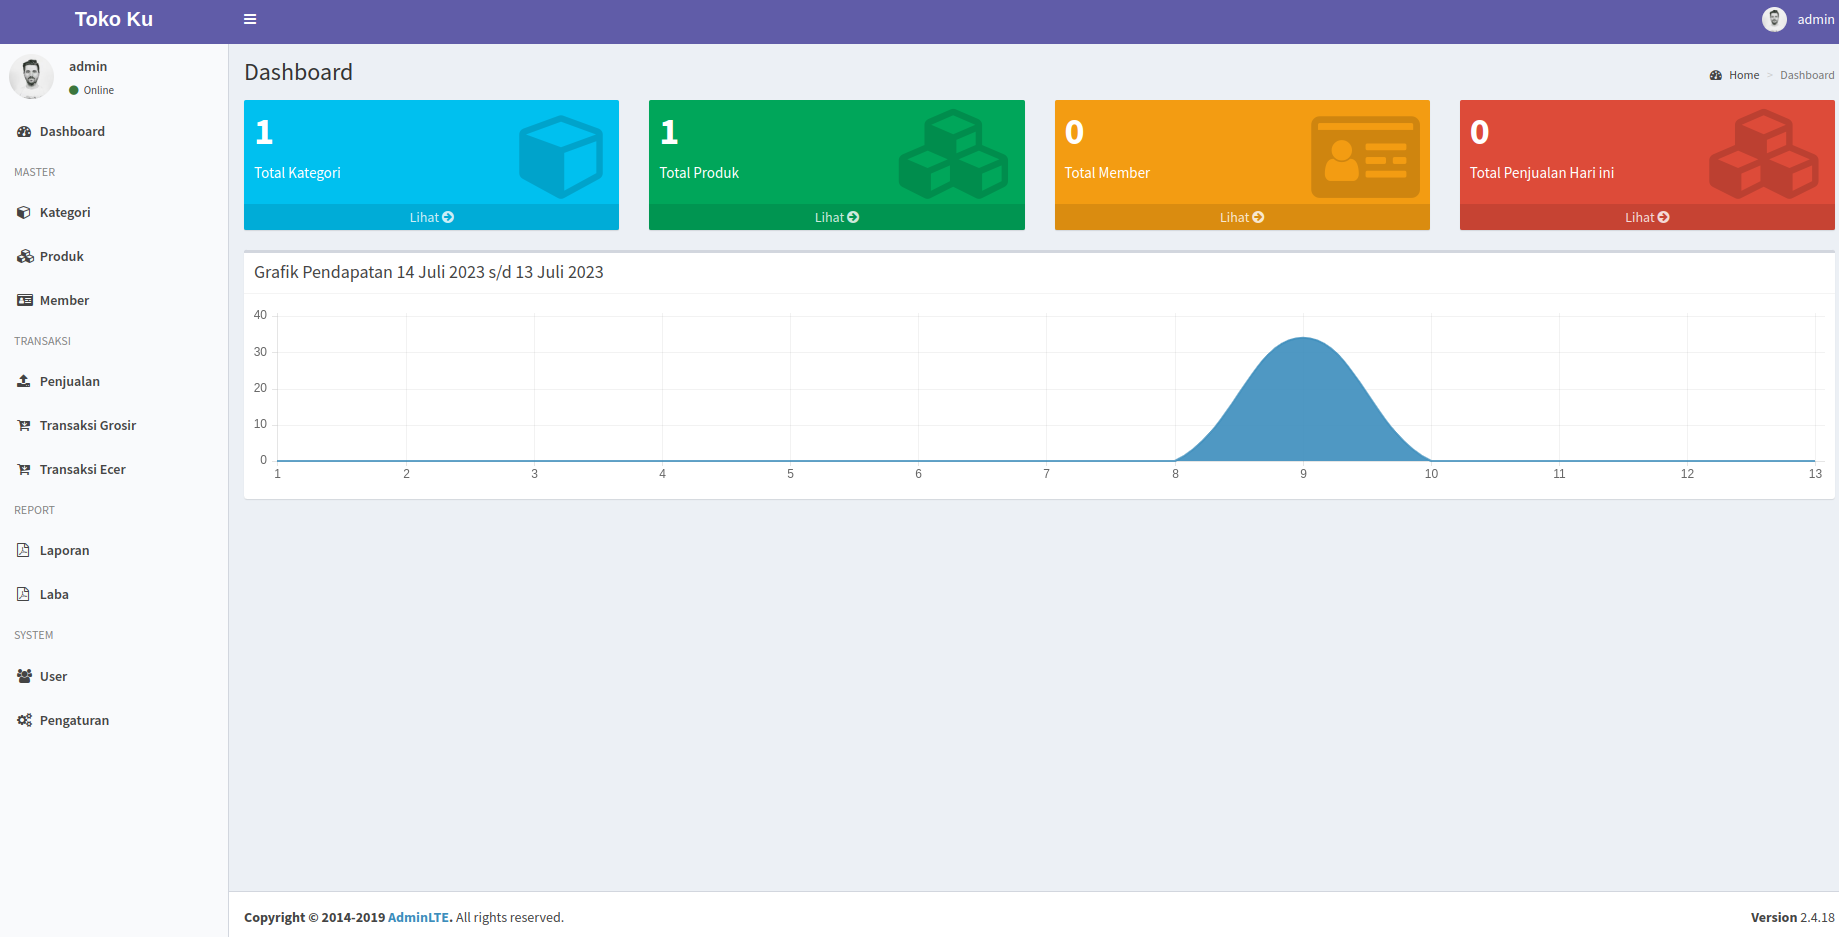 Toko Ku
admin
admin
Online
Dashboard
MASTER
Kategori
Produk
Member
TRANSAKSI
Penjualan
Transaksi Grosir
Transaksi Ecer
REPORT
Laporan
Laba
SYSTEM
User
Pengaturan
Dashboard
Home > Dashboard
1
Total Kategori
Lihat
1
Total Produk
Lihat
0
Total Member
Lihat
0
Total Penjualan Hari ini
Lihat
Grafik Pendapatan 14 Juli 2023 s/d 13 Juli 2023
40
30
20
10
0
1 2 3 4 5 6 7 8 9 10 11 12 13
Copyright © 2014-2019 AdminLTE. All rights reserved.
Version 2.4.18